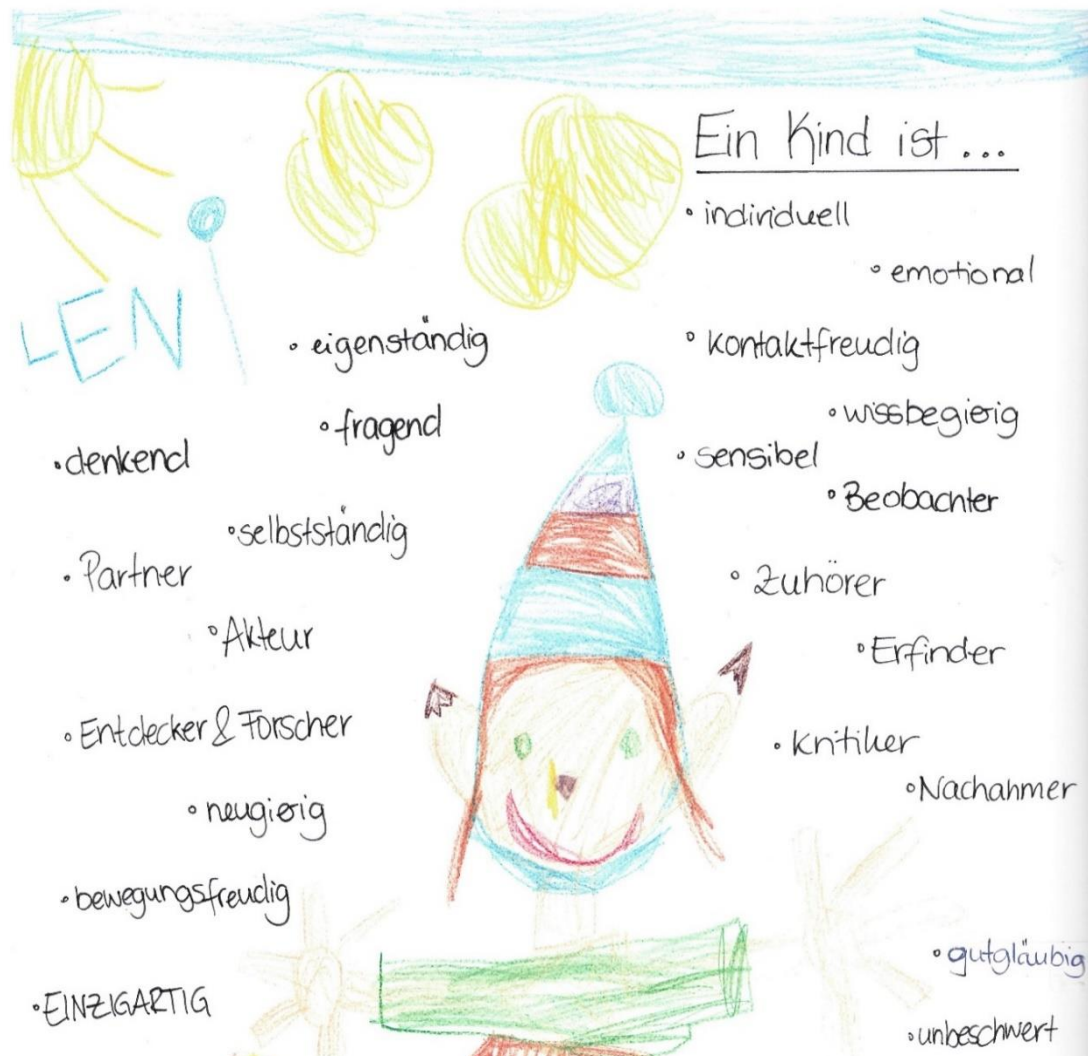 Ein Kind ist...
• individuell
• emotional
• kontaktfreudig
• wissbegierig
• sensibel
• Beobachter
• Zuhörer
• Erfinder
• Kritiker
• Nachahmer
• gutgläubig
• unbeschwert
LENI
• eigenständig
• fragend
• denkend
• selbstständig
• Partner
• Akteur
• Entdecker & Forscher
• neugierig
• bewegungsfreudig
• EINZIGARTIG